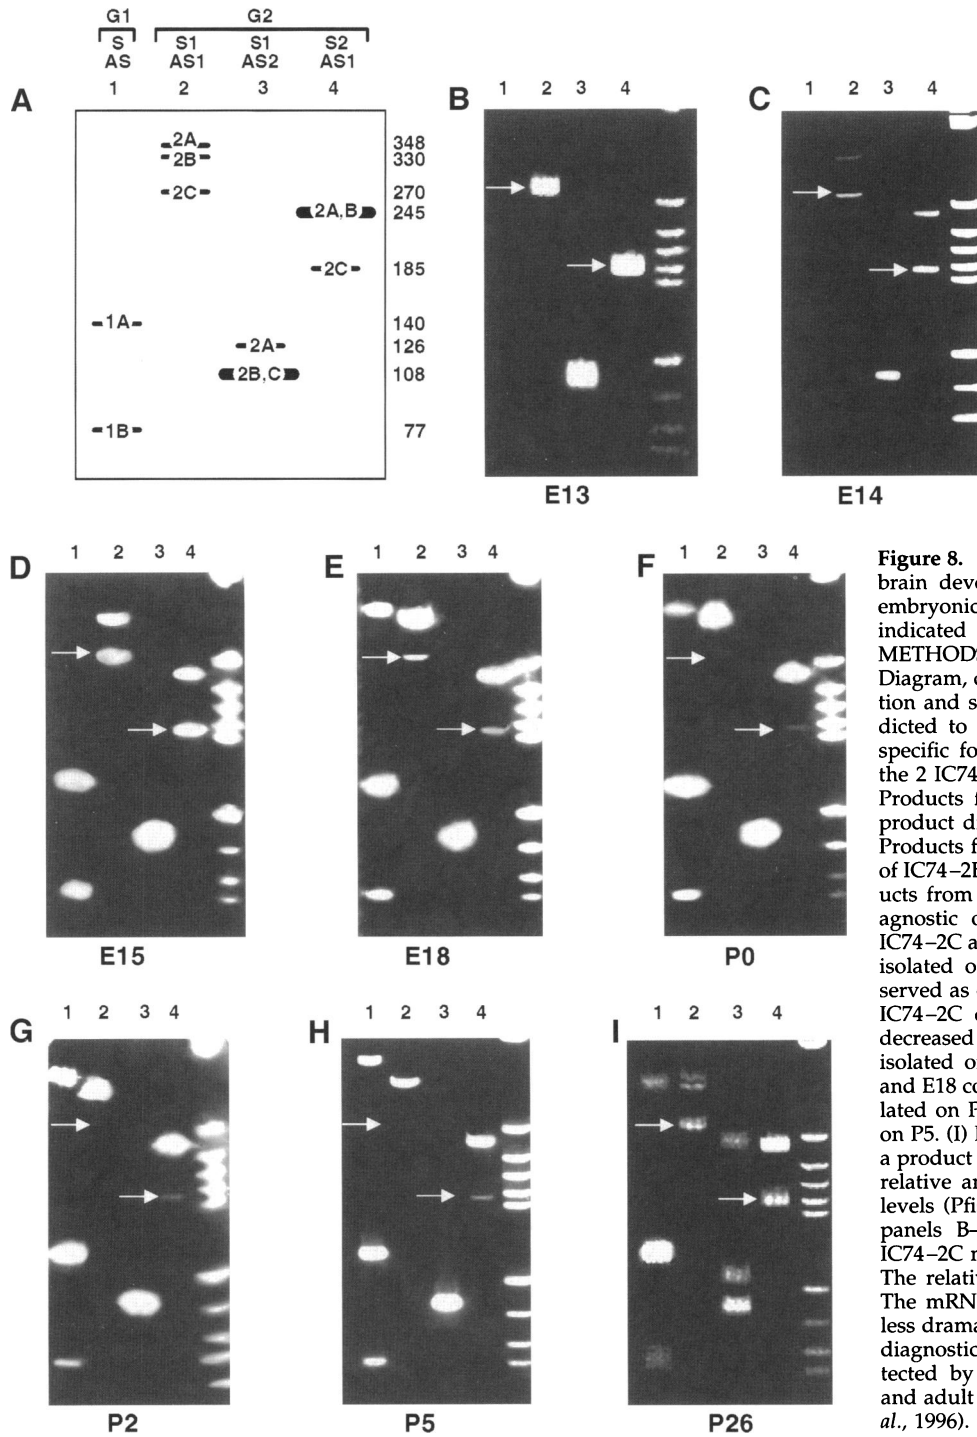 G1 G2
S S1 S1 S2
AS AS1 AS2 AS1
A 1 2 3 4
2A 348
2B 330
2C 270
2A,B 245
2C 185
1A 140
2A 126
2B,C 108
1B 77
B 1 2 3 4
E13
C 1 2 3 4
E14
D 1 2 3 4
E15
E 1 2 3 4
E18
F 1 2 3 4
P0
Figure 8.
brain deve
embryonic
indicated
METHODS
Diagram, c
tion and s
dicted to
specific fo
the 2 IC74
Products f
product di
Products f
of IC74–2B
ucts from
agnostic o
IC74–2C a
isolated o
served as
IC74–2C
decreased
isolated o
and E18 co
lated on P
on P5. (I) I
a product
relative an
levels (Pfi
panels B–
IC74–2C r
The relativ
The mRN
less drama
diagnostic
tected by
and adult
al., 1996).
G 1 2 3 4
P2
H 1 2 3 4
P5
I 1 2 3 4
P26